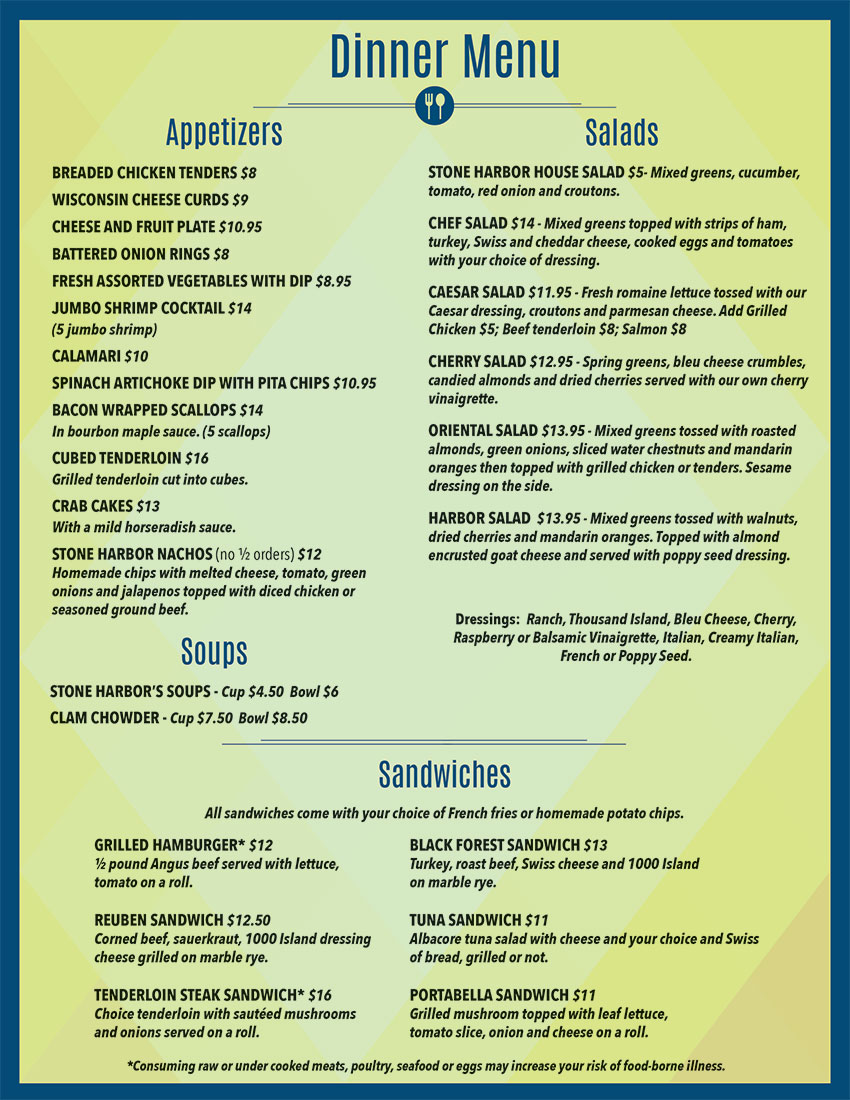 Dinner Menu
Appetizers
BREADED CHICKEN TENDERS $8
WISCONSIN CHEESE CURDS $9
CHEESE AND FRUIT PLATE $10.95
BATTERED ONION RINGS $8
FRESH ASSORTED VEGETABLES WITH DIP $8.95
JUMBO SHRIMP COCKTAIL $14
(5 jumbo shrimp)
CALAMARI $10
SPINACH ARTICHOKE DIP WITH PITA CHIPS $10.95
BACON WRAPPED SCALLOPS $14
In bourbon maple sauce. (5 scallops)
CUBED TENDERLOIN $16
Grilled tenderloin cut into cubes.
CRAB CAKES $13
With a mild horseradish sauce.
STONE HARBOR NACHOS (no ½ orders) $12
Homemade chips with melted cheese, tomato, green
onions and jalapenos topped with diced chicken or
seasoned ground beef.
Soups
STONE HARBOR'S SOUPS - Cup $4.50 Bowl $6
CLAM CHOWDER - Cup $7.50 Bowl $8.50
Salads
STONE HARBOR HOUSE SALAD $5- Mixed greens, cucumber,
tomato, red onion and croutons.
CHEF SALAD $14 - Mixed greens topped with strips of ham,
turkey, Swiss and cheddar cheese, cooked eggs and tomatoes
with your choice of dressing.
CAESAR SALAD $11.95 - Fresh romaine lettuce tossed with our
Caesar dressing, croutons and parmesan cheese. Add Grilled
Chicken $5; Beef tenderloin $8; Salmon $8
CHERRY SALAD $12.95 - Spring greens, bleu cheese crumbles,
candied almonds and dried cherries served with our own cherry
vinaigrette.
ORIENTAL SALAD $13.95 - Mixed greens tossed with roasted
almonds, green onions, sliced water chestnuts and mandarin
oranges then topped with grilled chicken or tenders. Sesame
dressing on the side.
HARBOR SALAD $13.95 - Mixed greens tossed with walnuts,
dried cherries and mandarin oranges. Topped with almond
encrusted goat cheese and served with poppy seed dressing.
Dressings: Ranch, Thousand Island, Bleu Cheese, Cherry,
Raspberry or Balsamic Vinaigrette, Italian, Creamy Italian,
French or Poppy Seed.
Sandwiches
All sandwiches come with your choice of French fries or homemade potato chips.
GRILLED HAMBURGER* $12
½ pound Angus beef served with lettuce,
tomato on a roll.
REUBEN SANDWICH $12.50
Corned beef, sauerkraut, 1000 Island dressing
cheese grilled on marble rye.
TENDERLOIN STEAK SANDWICH* $16
Choice tenderloin with sautéed mushrooms
and onions served on a roll.
BLACK FOREST SANDWICH $13
Turkey, roast beef, Swiss cheese and 1000 Island
on marble rye.
TUNA SANDWICH $11
Albacore tuna salad with cheese and your choice and Swiss
of bread, grilled or not.
PORTABELLA SANDWICH $11
Grilled mushroom topped with leaf lettuce,
tomato slice, onion and cheese on a roll.
*Consuming raw or under cooked meats, poultry, seafood or eggs may increase your risk of food-borne illness.